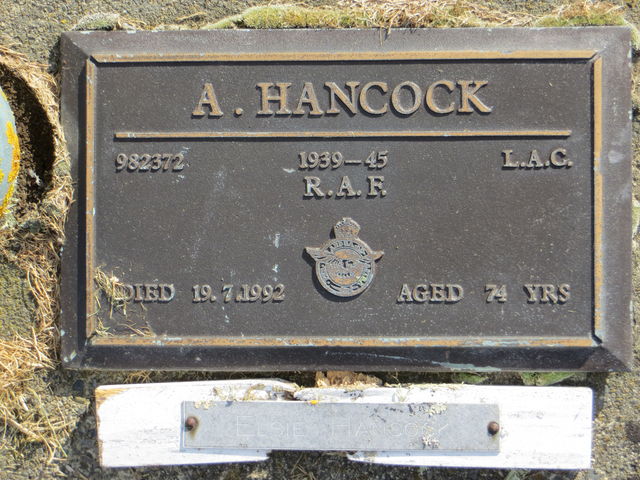 A. HANCOCK
982372 1939-45 L.A.C.
R.A.F.
DIED 19.7.1992 AGED 74 YRS
ELSIE HANCOCK